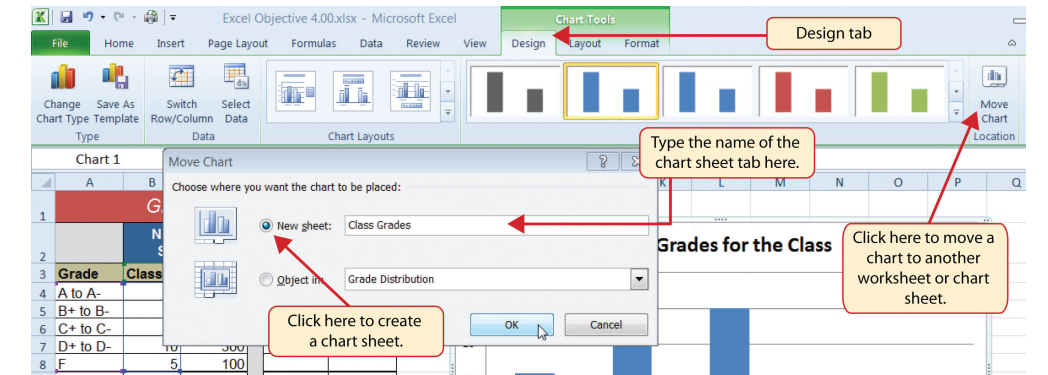 Excel Objective 4.00.xlsx - Microsoft Excel
Chart Tools
File Home Insert Page Layout Formulas Data Review View Design Layout Format
Design tab
Change Chart Type
Save As Template
Switch Row/Column
Select Data
Move Chart
Type Data Chart Layouts Location
Type the name of the
chart sheet tab here.
Chart 1
Move Chart
Choose where you want the chart to be placed:
New sheet: Class Grades
Object in: Grade Distribution
OK Cancel
Click here to create
a chart sheet.
Click here to move a
chart to another
worksheet or chart
sheet.
A B K L M N O P Q
1 G
2 N
Grades for the Class
3 Grade Class
4 A to A-
5 B+ to B-
6 C+ to C-
7 D+ to D- 10 300
8 F 5 100